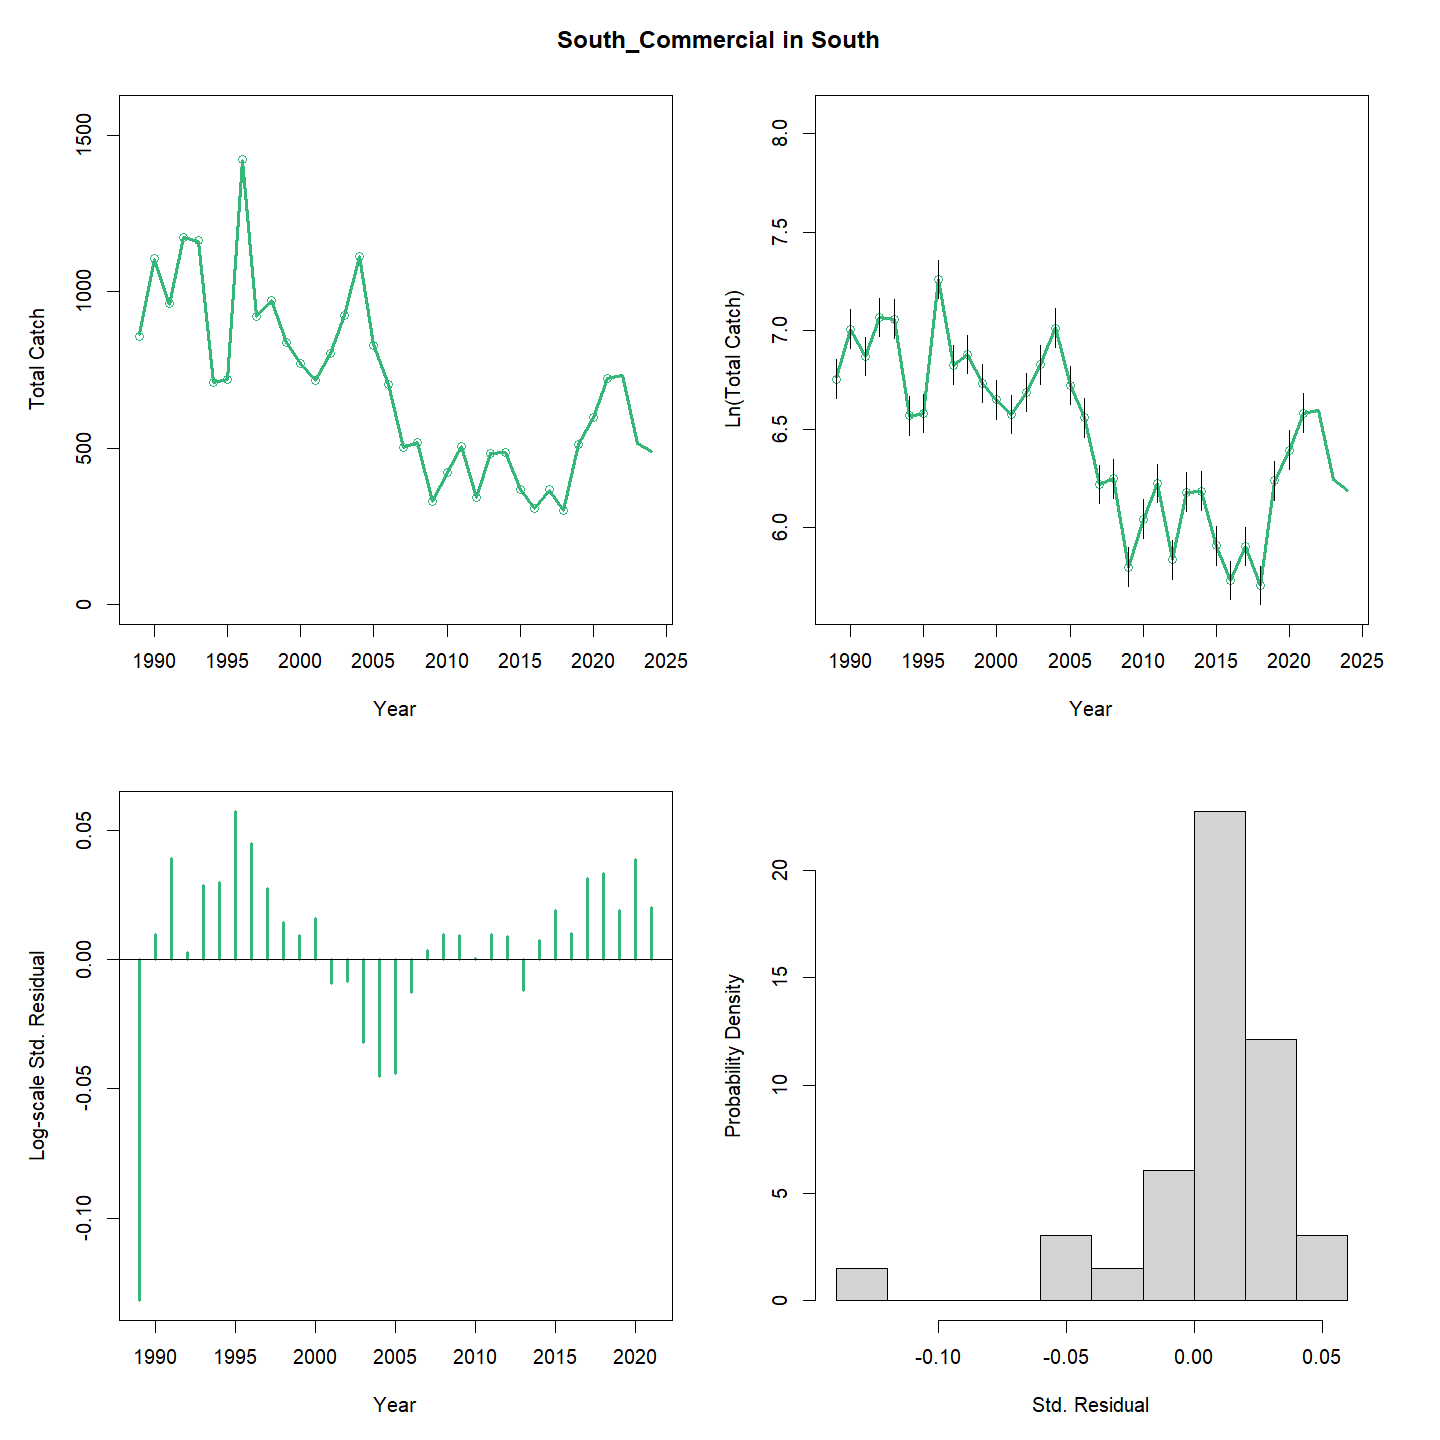 South_Commercial in South
Total Catch
1500
1000
500
0
1990 1995 2000 2005 2010 2015 2020 2025
Year
Ln(Total Catch)
8.0
7.5
7.0
6.5
6.0
1990 1995 2000 2005 2010 2015 2020 2025
Year
Log-scale Std. Residual
0.05
0.00
-0.05
-0.10
1990 1995 2000 2005 2010 2015 2020
Year
Probability Density
20
15
10
5
0
-0.10 -0.05 0.00 0.05
Std. Residual